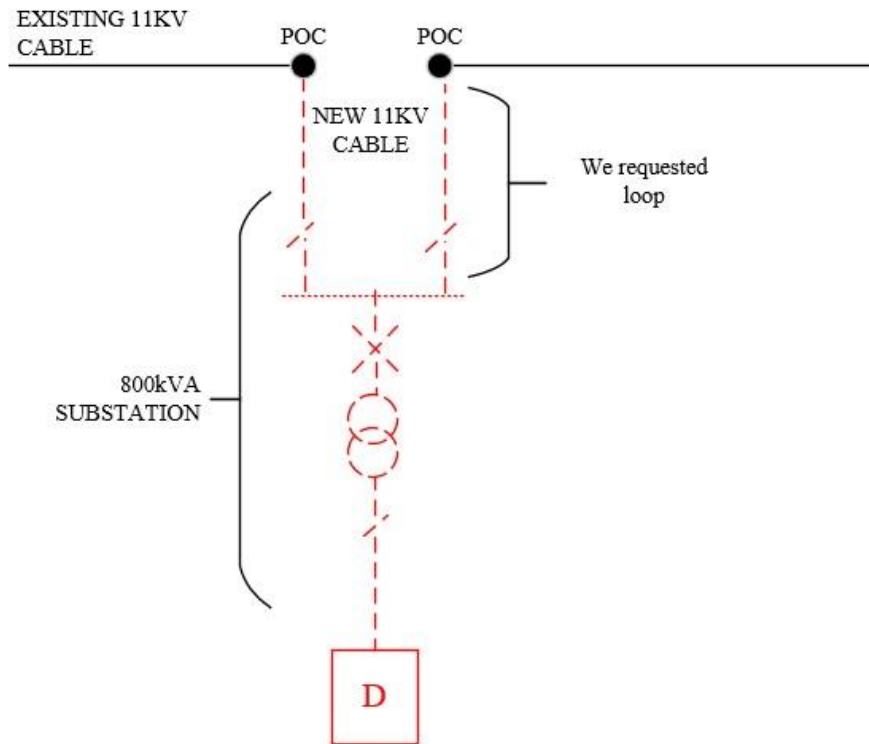 EXISTING 11KV
CABLE
POC
POC
NEW 11KV
CABLE
We requested
loop
800kVA
SUBSTATION
D